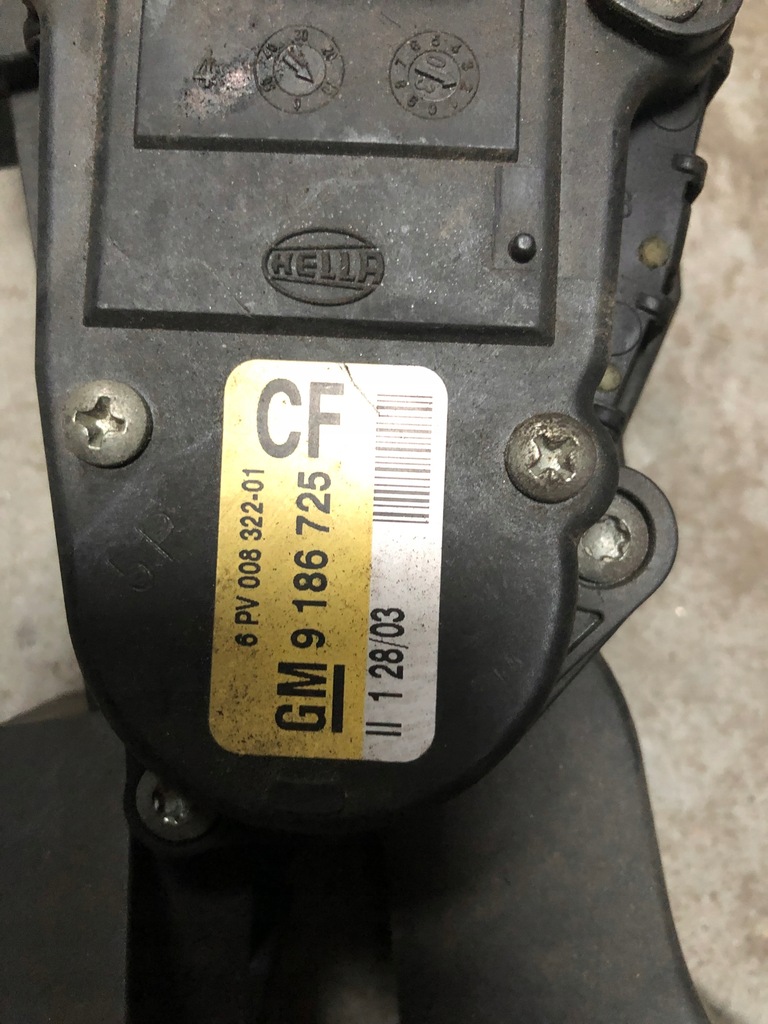 HELLA
CF
6 PV 008 322-01
GM 9 186 725
II 1 28/03